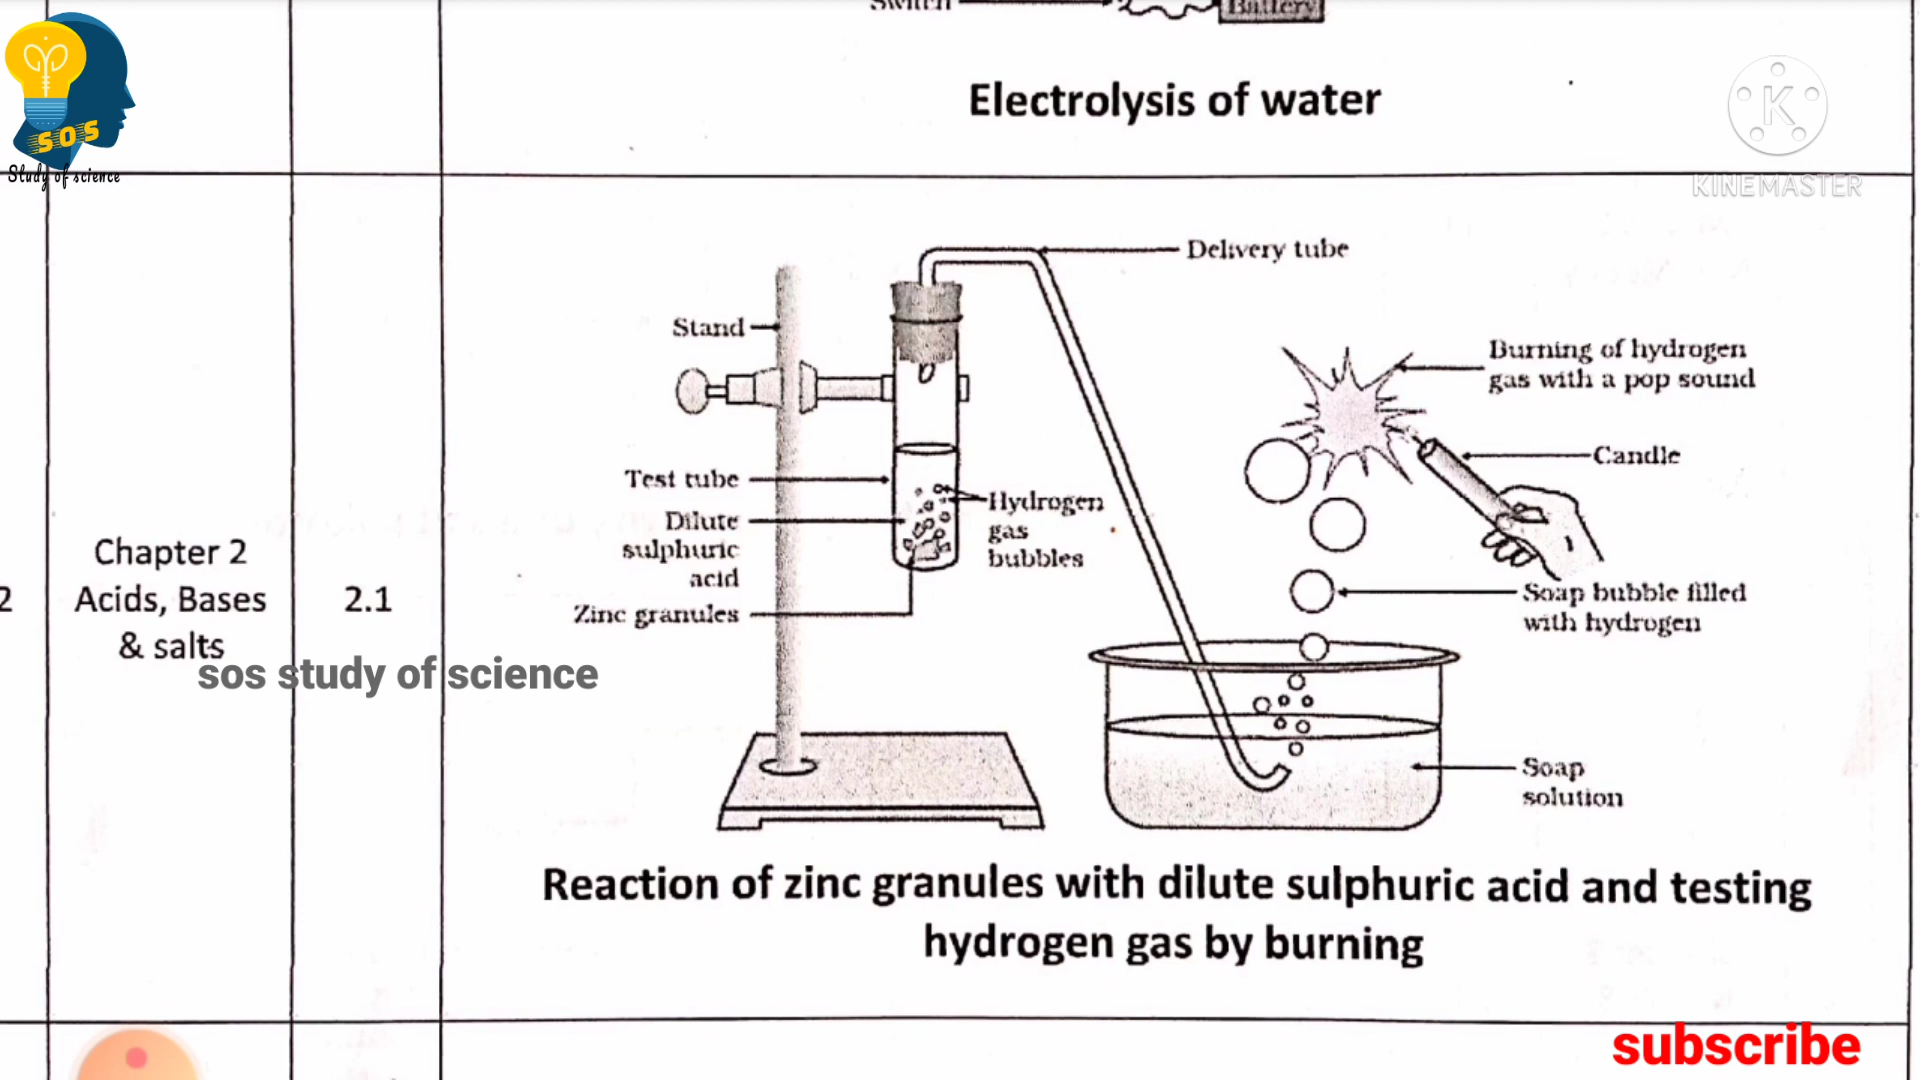 Switch
Battery
Electrolysis of water
SOS
Study of science
KINEMASTER
Delivery tube
Stand
Burning of hydrogen
gas with a pop sound
Candle
Test tube
Dilute
sulphuric
acid
Hydrogen
gas
bubbles
Zinc granules
Soap bubble filled
with hydrogen
2
Chapter 2
Acids, Bases
& salts
2.1
sos study of science
Soap
solution
Reaction of zinc granules with dilute sulphuric acid and testing
hydrogen gas by burning
subscribe